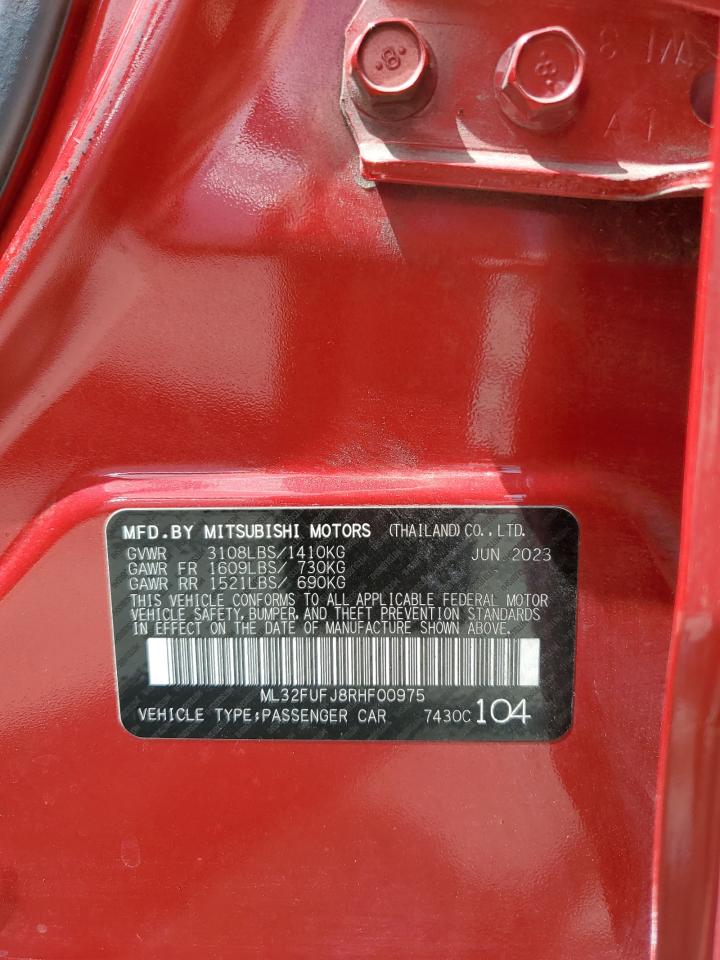 MFD.BY MITSUBISHI MOTORS (THAILAND)CO.,LTD.
GVWR 3108LBS/1410KG JUN 2023
GAWR FR 1609LBS/ 730KG
GAWR RR 1521LBS/ 690KG
THIS VEHICLE CONFORMS TO ALL APPLICABLE FEDERAL MOTOR
VEHICLE SAFETY, BUMPER, AND THEFT PREVENTION STANDARDS
IN EFFECT ON THE DATE OF MANUFACTURE SHOWN ABOVE.
ML32FUFJ8RHF00975
VEHICLE TYPE:PASSENGER CAR 7430C 104